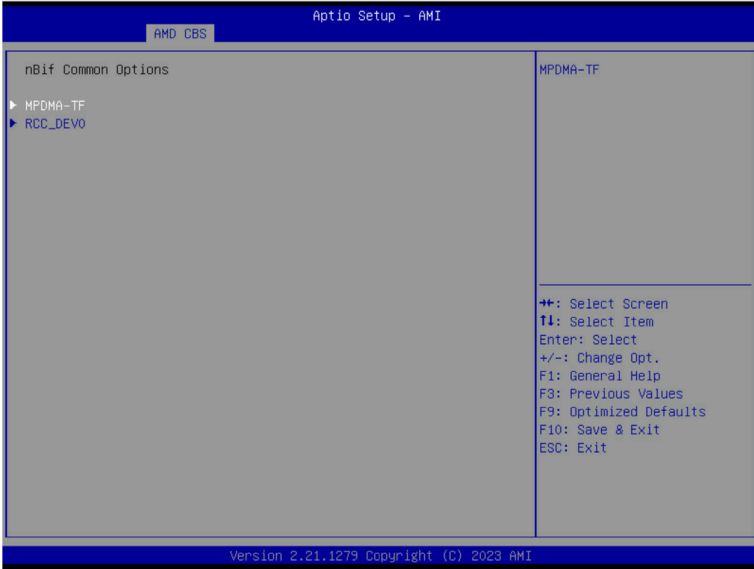 Aptio Setup – AMI
AMD CBS
nBif Common Options
MPDMA-TF
RCC_DEV0
MPDMA-TF
→←: Select Screen
↑↓: Select Item
Enter: Select
+/-: Change Opt.
F1: General Help
F3: Previous Values
F9: Optimized Defaults
F10: Save & Exit
ESC: Exit
Version 2.21.1279 Copyright (C) 2023 AMI